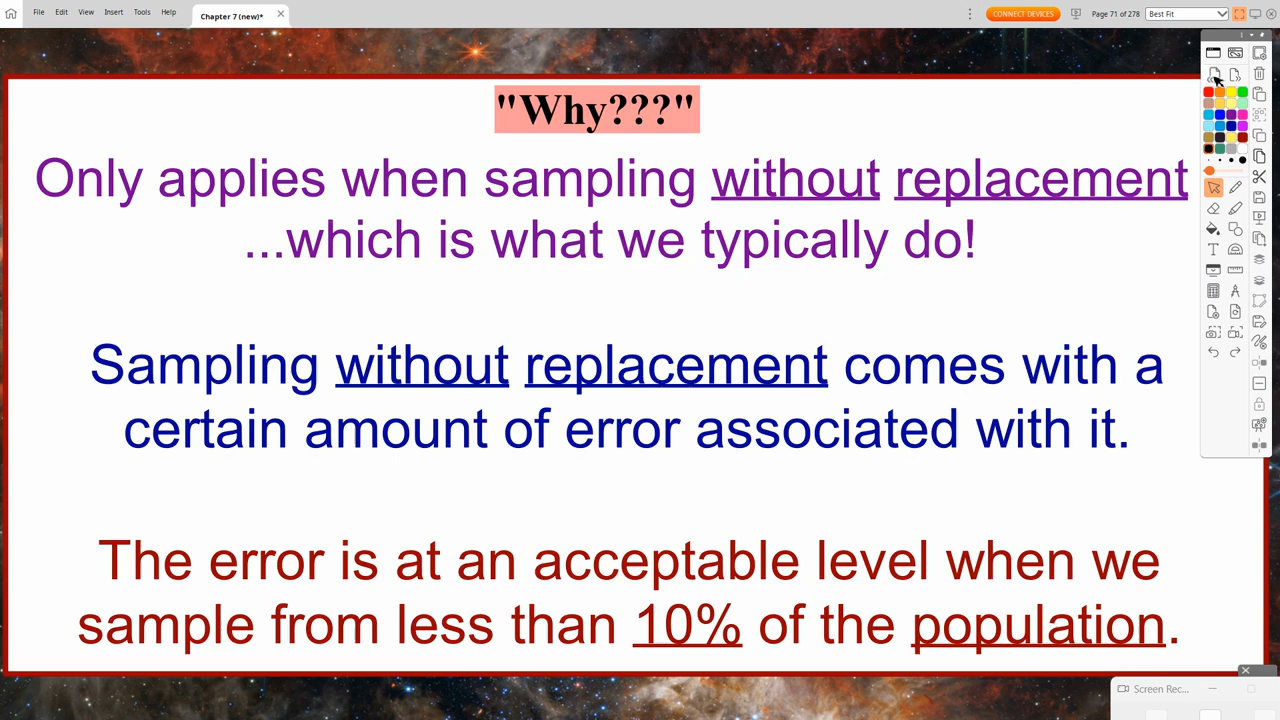 File Edit View Insert Tools Help
Chapter 7 (new)*
CONNECT DEVICES
Page 71 of 278
Best Fit
"Why???"
Only applies when sampling without replacement
...which is what we typically do!
Sampling without replacement comes with a
certain amount of error associated with it.
The error is at an acceptable level when we
sample from less than 10% of the population.
Screen Rec...